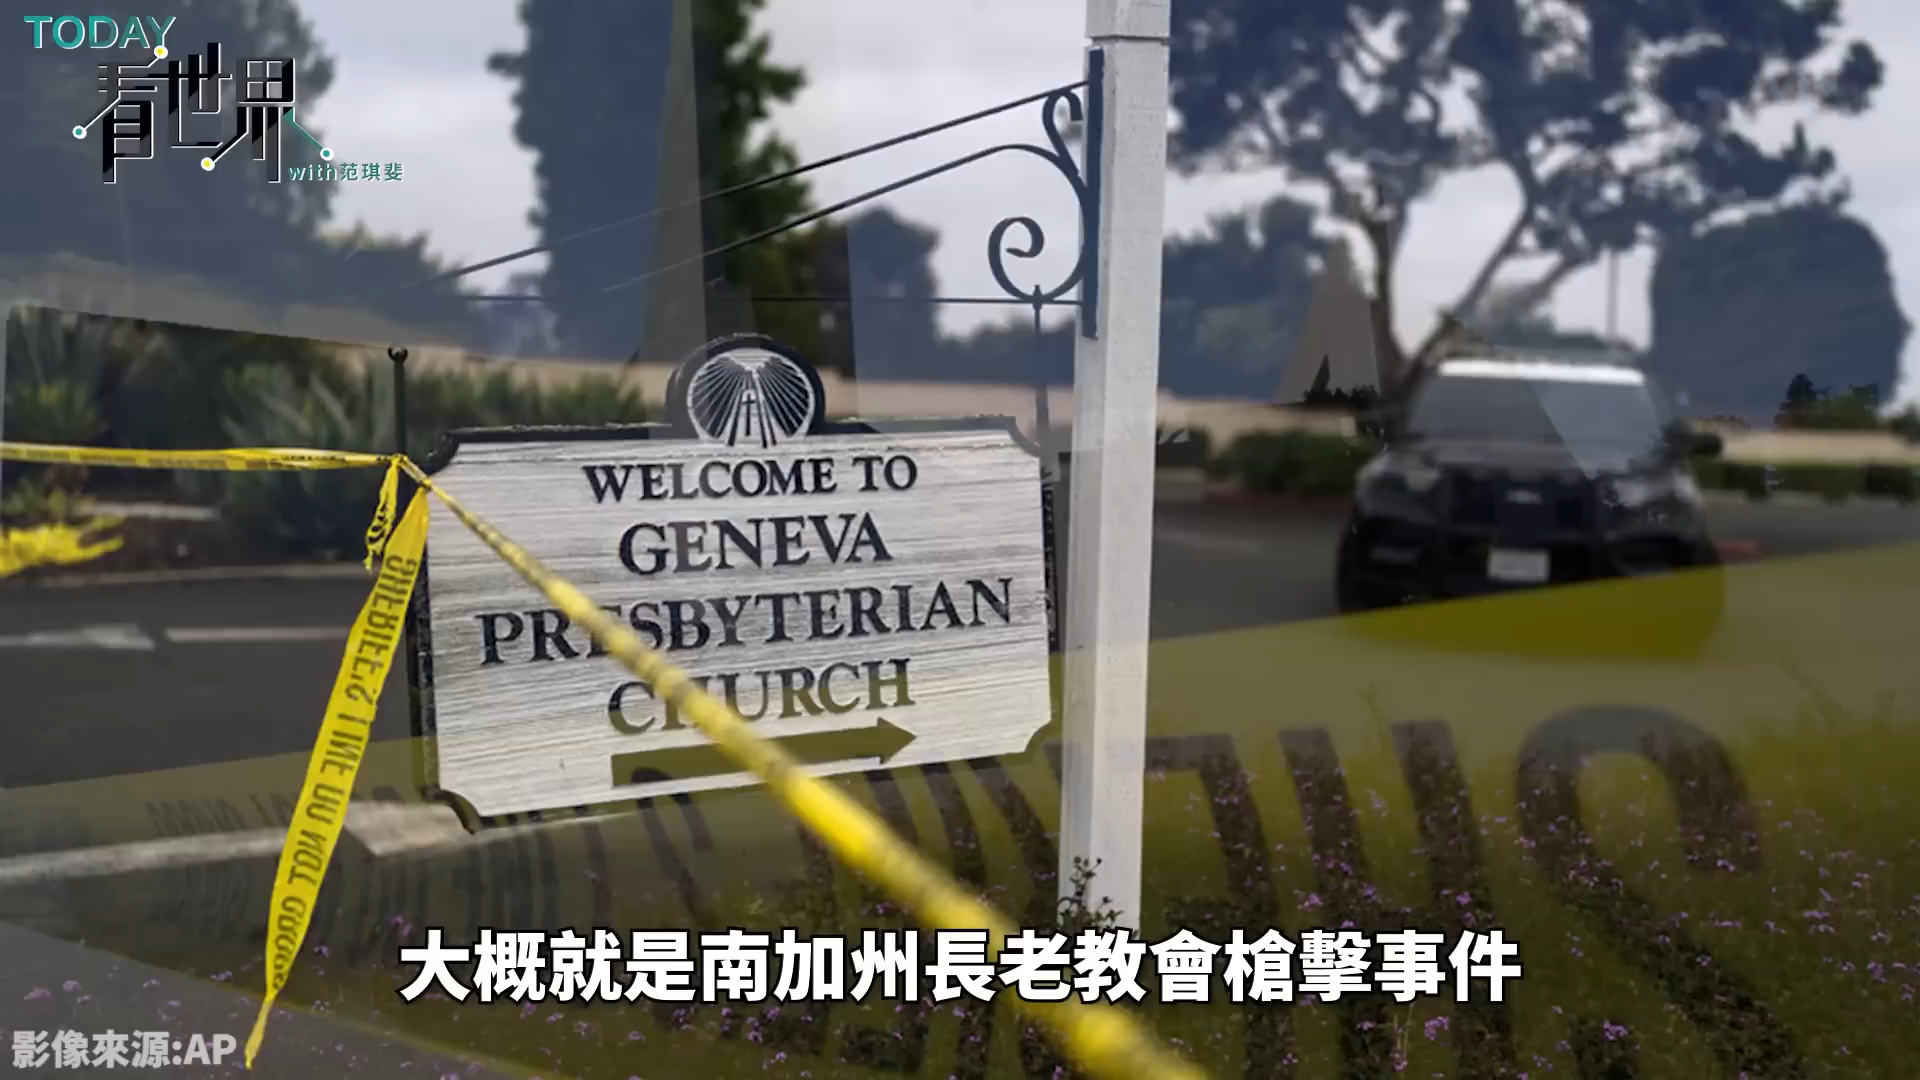 TODAY
看世界
with范琪斐
WELCOME TO
GENEVA
PRESBYTERIAN
CHURCH
SHERIFF'S LINE DO NOT CROSS
大概就是南加州長老教會槍擊事件
影像來源:AP